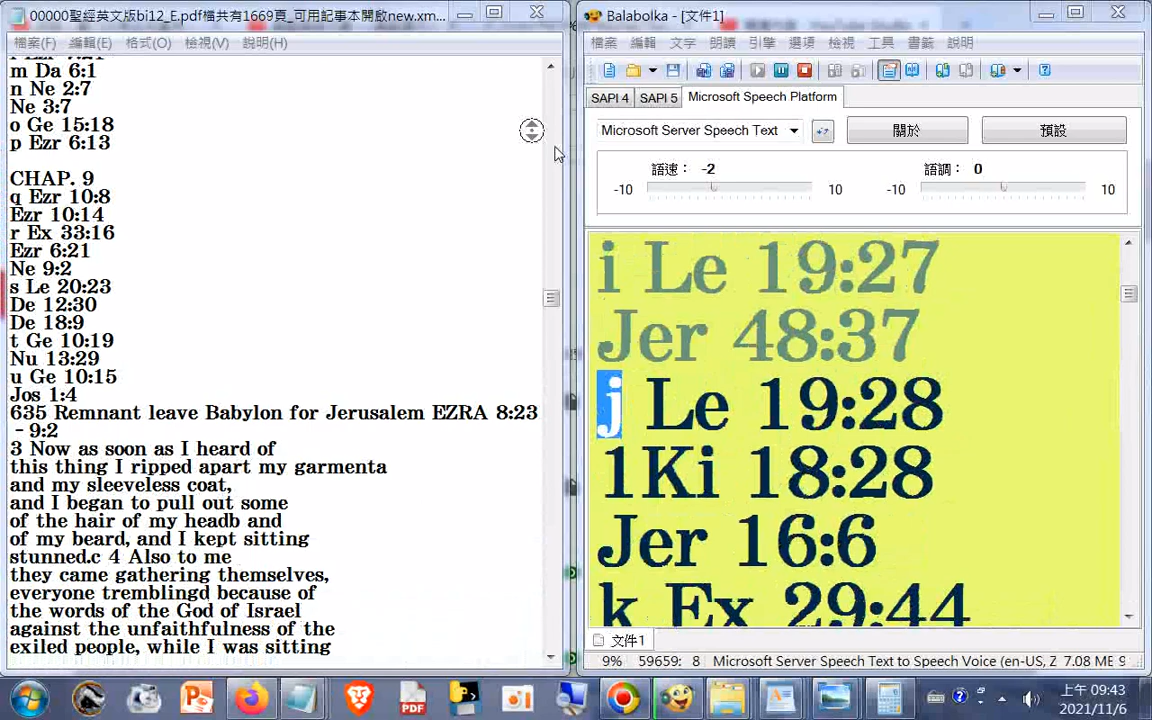 00000聖經英文版bi12_E.pdf檔共有1669頁_可用記事本開啟new.xm...
檔案(F) 編輯(E) 格式(O) 檢視(V) 說明(H)
m Da 6:1
n Ne 2:7
Ne 3:7
o Ge 15:18
p Ezr 6:13
CHAP. 9
q Ezr 10:8
Ezr 10:14
r Ex 33:16
Ezr 6:21
Ne 9:2
s Le 20:23
De 12:30
De 18:9
t Ge 10:19
Nu 13:29
u Ge 10:15
Jos 1:4
635 Remnant leave Babylon for Jerusalem EZRA 8:23
- 9:2
3 Now as soon as I heard of
this thing I ripped apart my garmenta
and my sleeveless coat,
and I began to pull out some
of the hair of my headb and
of my beard, and I kept sitting
stunned.c 4 Also to me
they came gathering themselves,
everyone tremblingd because of
the words of the God of Israel
against the unfaithfulness of the
exiled people, while I was sitting
Balabolka - [文件1]
檔案 編輯 文字 朗讀 引擎 選項 檢視 工具 書籤 說明
SAPI 4 SAPI 5 Microsoft Speech Platform
Microsoft Server Speech Text 關於 預設
語速： -2 語調： 0
-10 10 -10 10
i Le 19:27
Jer 48:37
j Le 19:28
1Ki 18:28
Jer 16:6
k Ex 29:44
文件1
9% 59659: 8 Microsoft Server Speech Text to Speech Voice (en-US, Z 7.08 MB 9
PDF
上午 09:43
2021/11/6